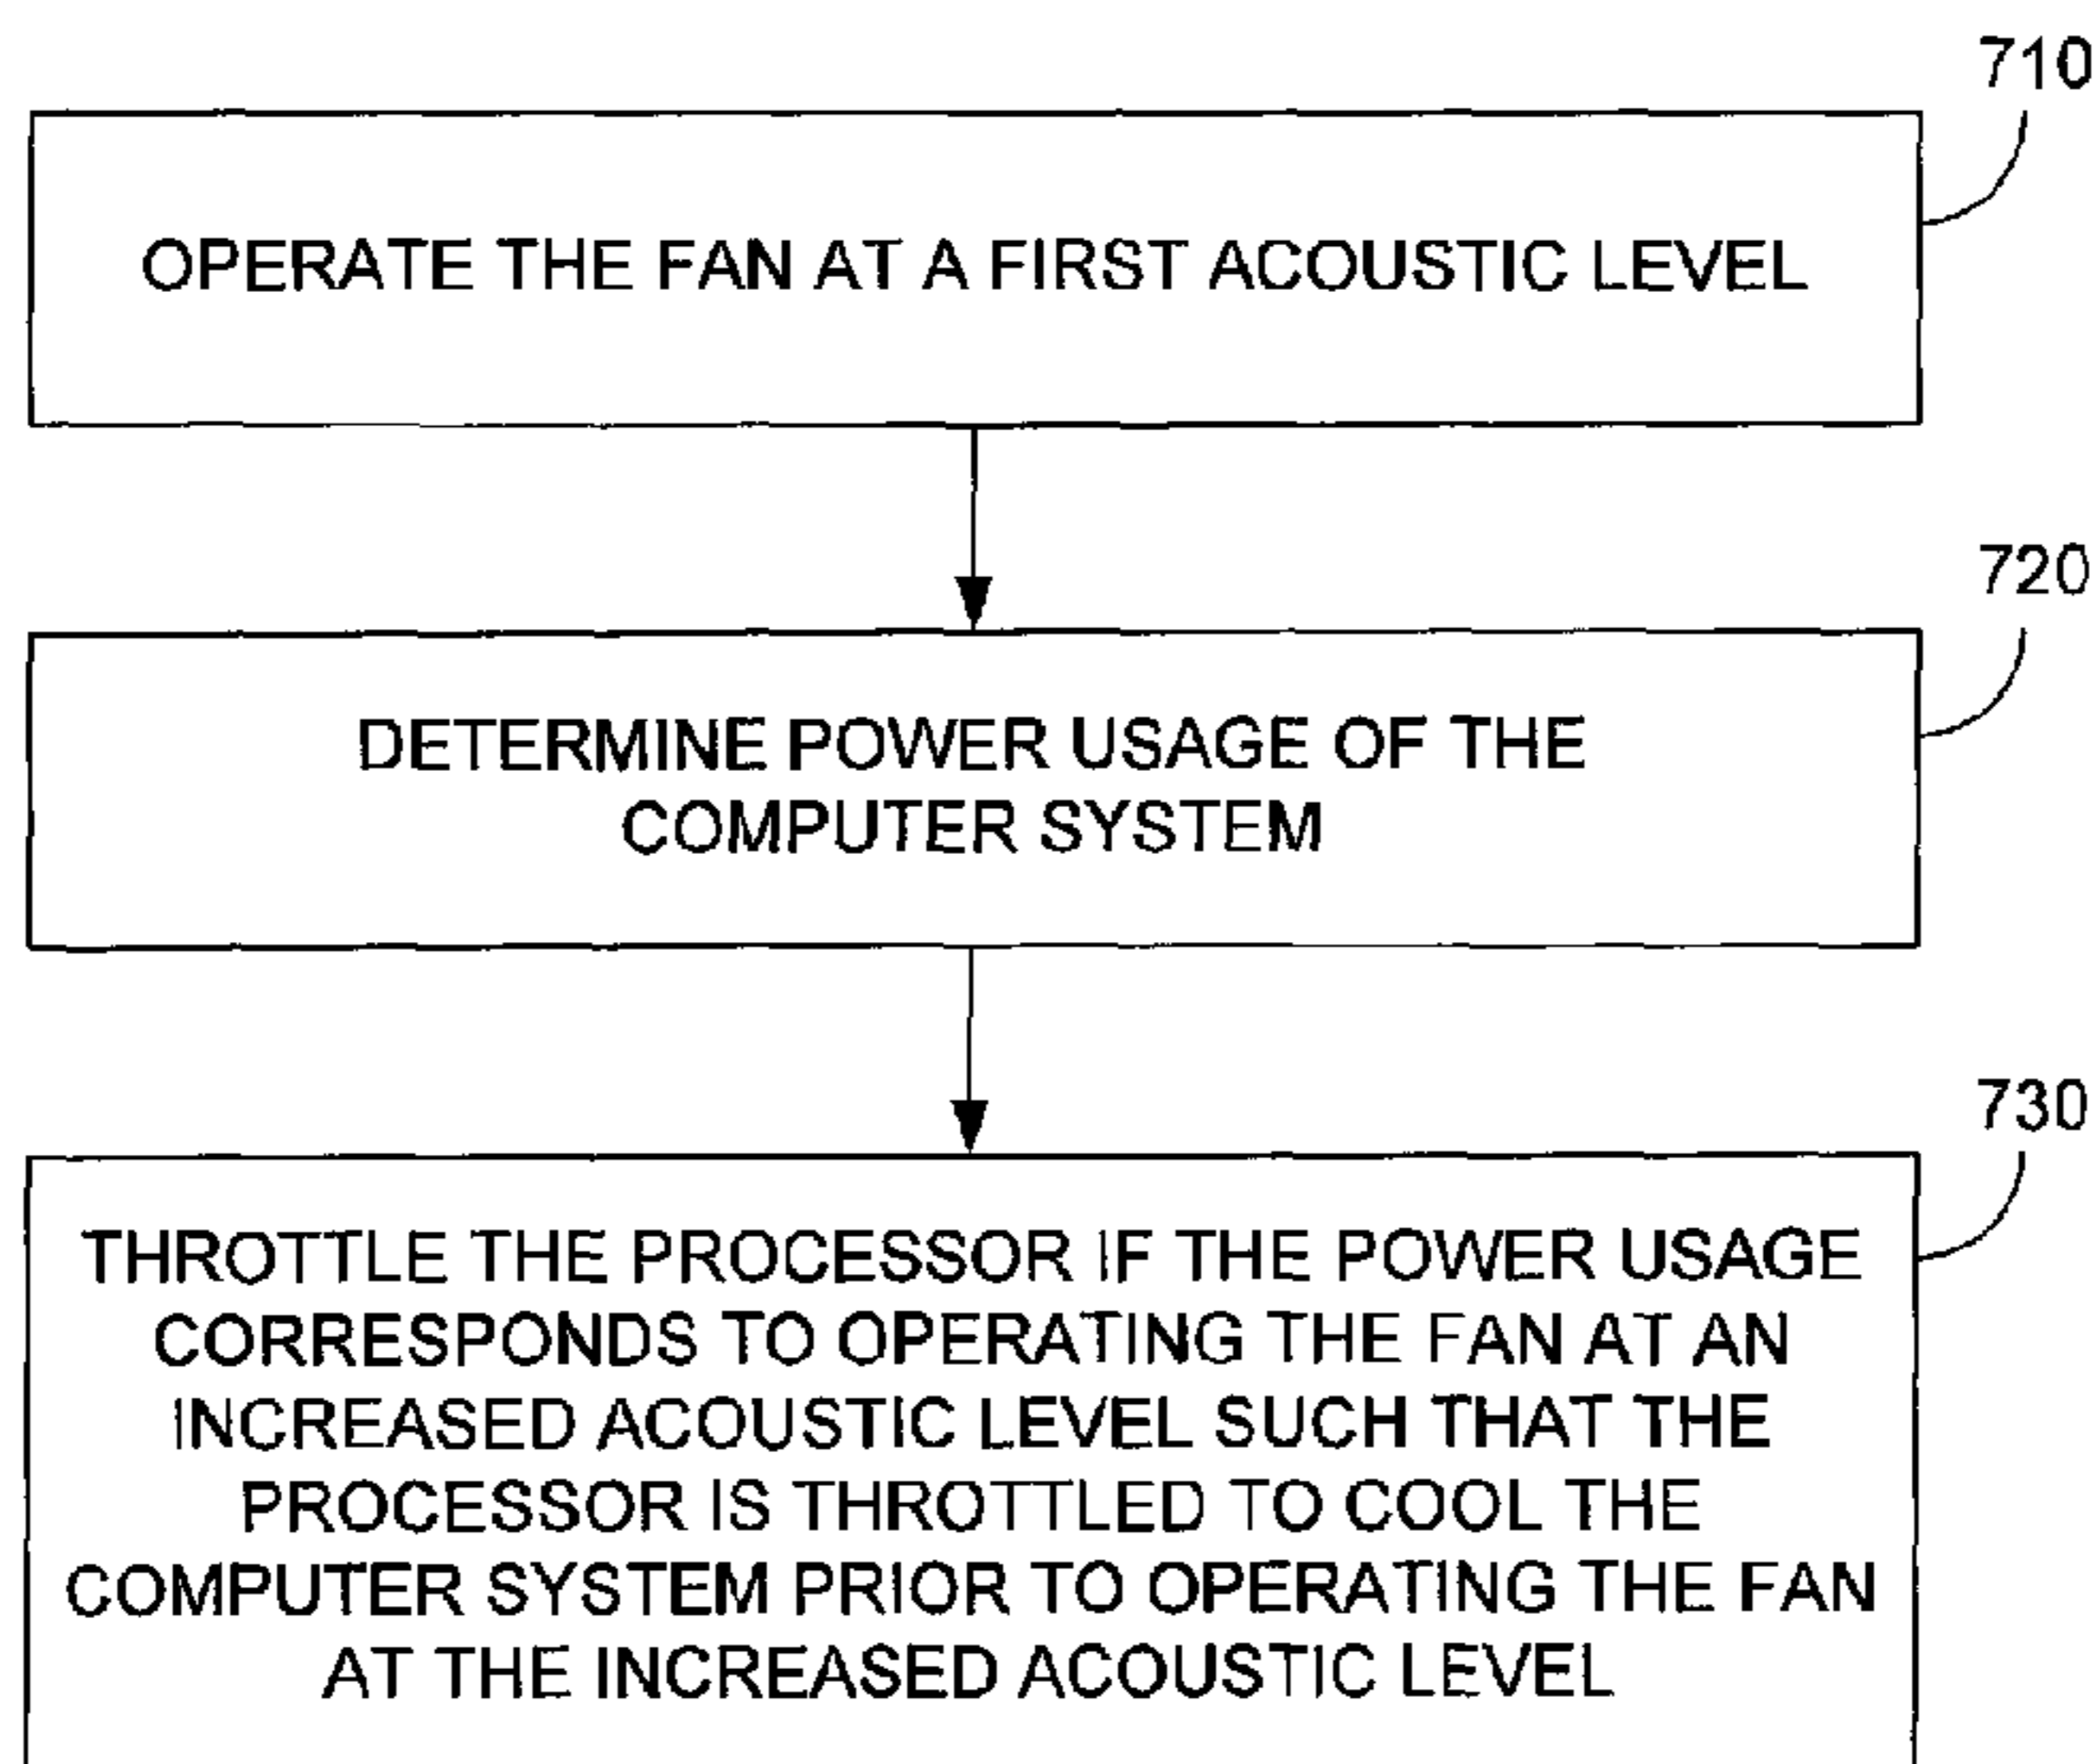 710
OPERATE THE FAN AT A FIRST ACOUSTIC LEVEL
720
DETERMINE POWER USAGE OF THE
COMPUTER SYSTEM
730
THROTTLE THE PROCESSOR IF THE POWER USAGE
CORRESPONDS TO OPERATING THE FAN AT AN
INCREASED ACOUSTIC LEVEL SUCH THAT THE
PROCESSOR IS THROTTLED TO COOL THE
COMPUTER SYSTEM PRIOR TO OPERATING THE FAN
AT THE INCREASED ACOUSTIC LEVEL